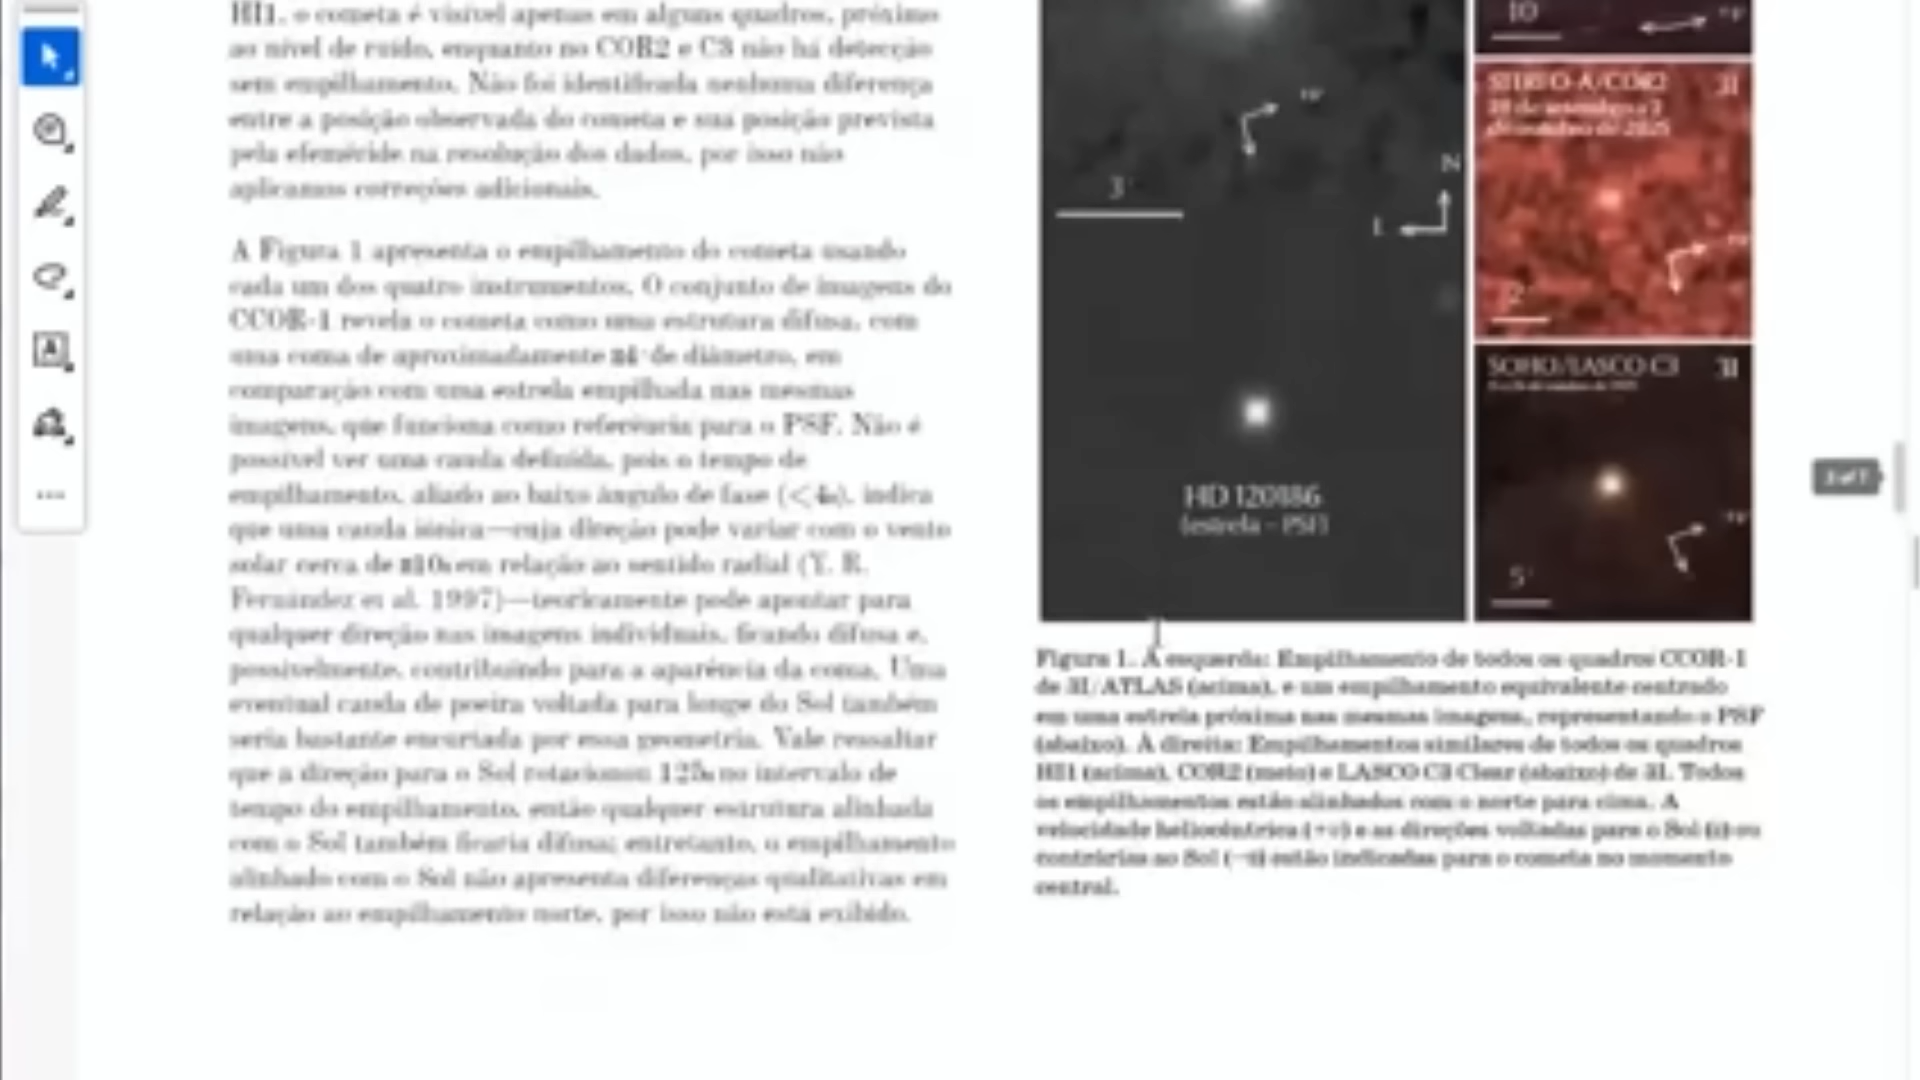 HI1, o cometa é visível apenas em alguns quadros, próximo
ao nível de ruído, enquanto no COR2 e C3 não há detecção
sem empilhamento. Não foi identificada nenhuma diferença
entre a posição observada do cometa e sua posição prevista
pela efeméride na resolução dos dados, por isso não
aplicamos correções adicionais.
A Figura 1 apresenta o empilhamento do cometa usando
cada um dos quatro instrumentos. O conjunto de imagens do
CCOR-1 revela o cometa como uma estrutura difusa, com
uma coma de aproximadamente de diâmetro, em
comparação com uma estrela empilhada nas mesmas
imagens, que funciona como referência para o PSF. Não é
possível ver uma cauda definida, pois o tempo de
empilhamento, aliado ao baixo ângulo de fase (<4), indica
que uma cauda iônica—cuja direção pode variar com o vento
solar cerca de em relação ao sentido radial (Y. R.
Fernández et al. 1997)—teoricamente pode apontar para
qualquer direção nas imagens individuais, ficando difusa e,
possivelmente, contribuindo para a aparência da coma. Uma
eventual cauda de poeira voltada para longe do Sol também
seria bastante encurtada por essa geometria. Vale ressaltar
que a direção para o Sol rotacionou no intervalo de
tempo do empilhamento, então qualquer estrutura alinhada
com o Sol também ficaria difusa; entretanto, o empilhamento
alinhado com o Sol não apresenta diferenças qualitativas em
relação ao empilhamento norte, por isso não está exibido.
3
N
L
HD 120186
(estrela - PSF)
10
STEREO-A/COR2
3I
de outubro de 2025
2
SOHO/LASCO C3
3I
5
Figura 1. À esquerda: Empilhamento de todos os quadros CCOR-1
de 3I/ATLAS (acima), e um empilhamento equivalente centrado
em uma estrela próxima nas mesmas imagens, representando o PSF
(abaixo). À direita: Empilhamentos similares de todos os quadros
HI1 (acima), COR2 (meio) e LASCO C3 Clear (abaixo) de 3I. Todos
os empilhamentos estão alinhados com o norte para cima. A
velocidade heliocêntrica (+v) e as direções voltadas para o Sol ou
contrárias ao Sol estão indicadas para o cometa no momento
central.